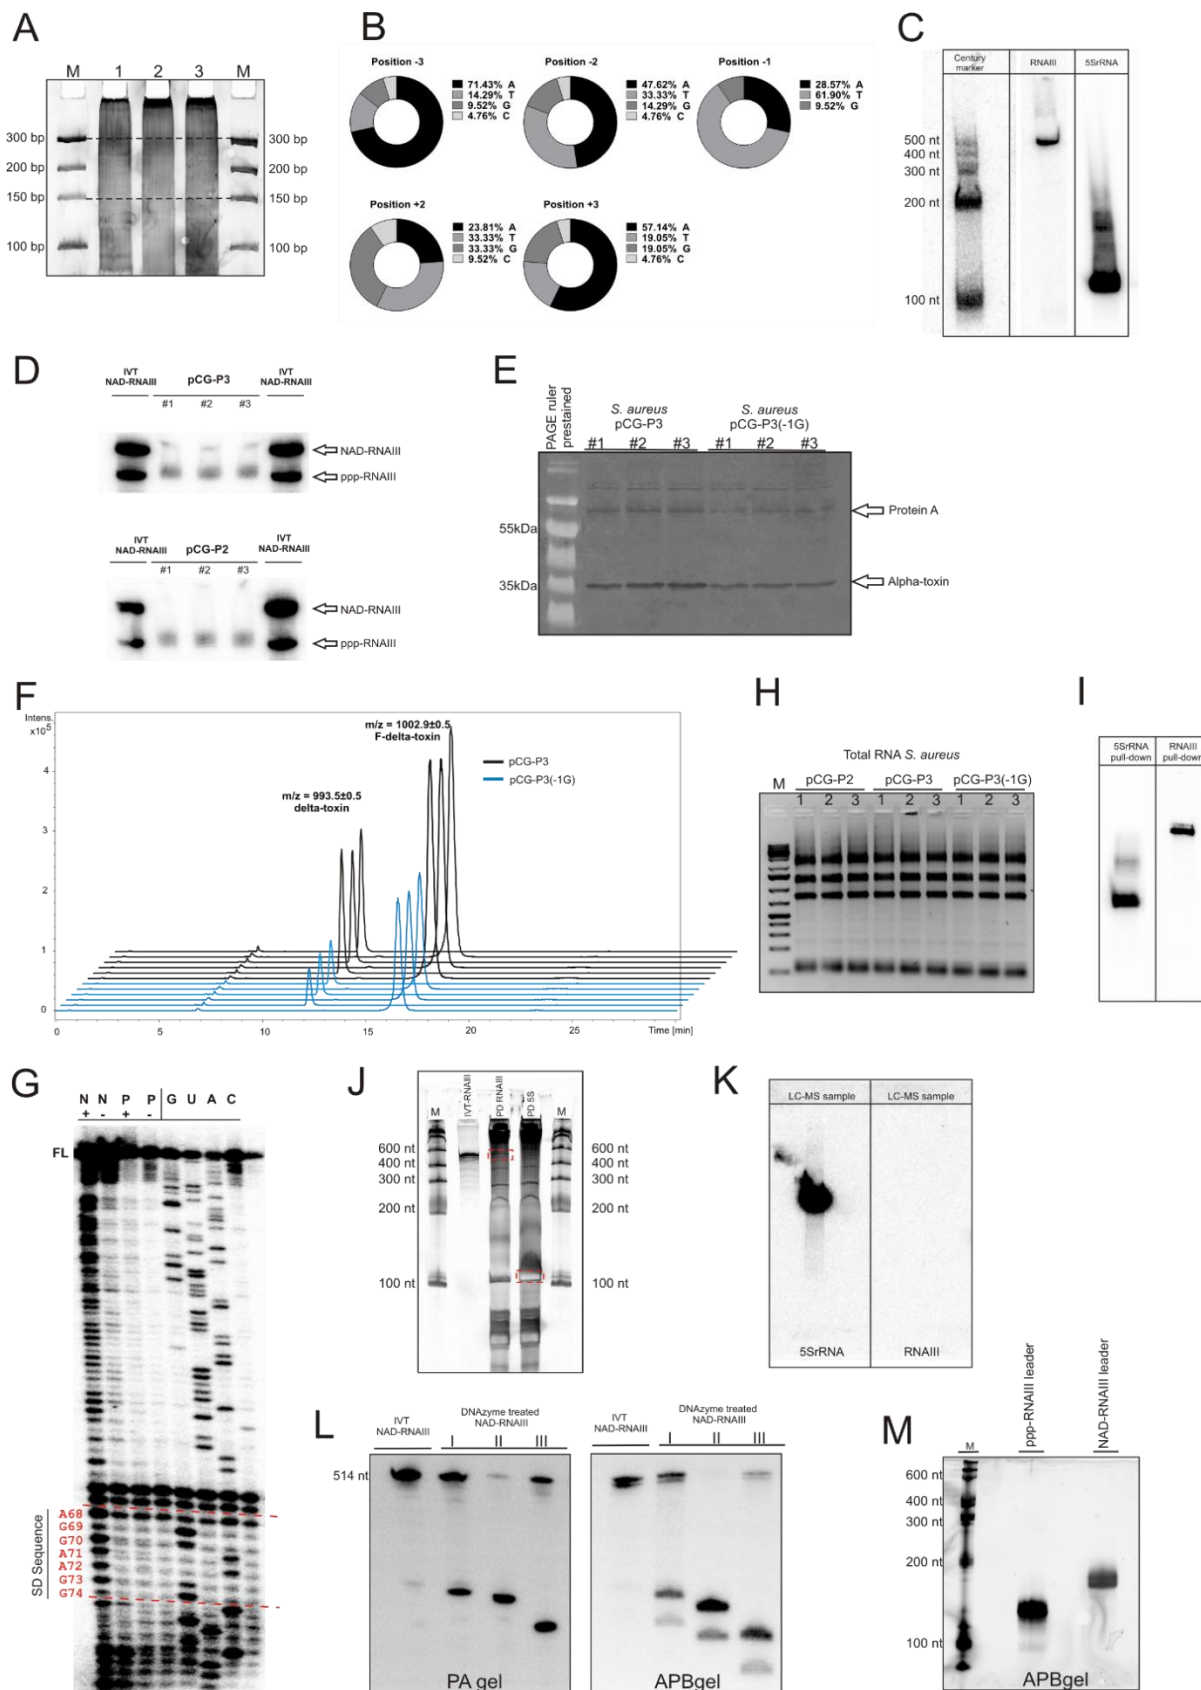 A
M 1 2 3 M
300 bp 300 bp
200 bp 200 bp
150 bp 150 bp
100 bp 100 bp
B
Position -3
71.43% A
14.29% T
9.52% G
4.76% C
Position -2
47.62% A
33.33% T
14.29% G
4.76% C
Position -1
28.57% A
61.90% T
9.52% G
Position +2
23.81% A
33.33% T
33.33% G
9.52% C
Position +3
57.14% A
19.05% T
19.05% G
4.76% C
C
Century marker
RNAIII
5SrRNA
500 nt
400 nt
300 nt
200 nt
100 nt
D
IVT NAD-RNAIII
pCG-P3
IVT NAD-RNAIII
#1 #2 #3
NAD-RNAIII
ppp-RNAIII
IVT NAD-RNAIII
pCG-P2
IVT NAD-RNAIII
#1 #2 #3
NAD-RNAIII
ppp-RNAIII
E
PAGE ruler prestained
S. aureus pCG-P3
S. aureus pCG-P3(-1G)
#1 #2 #3 #1 #2 #3
55kDa
35kDa
Protein A
Alpha-toxin
F
Intens.
x10⁵
4
3
2
1
0
m/z = 1002.9±0.5
F-delta-toxin
m/z = 993.5±0.5
delta-toxin
pCG-P3
pCG-P3(-1G)
0 5 10 15 20 25 Time [min]
H
Total RNA S. aureus
M
pCG-P2 pCG-P3 pCG-P3(-1G)
1 2 3 1 2 3 1 2 3
I
5SrRNA pull-down
RNAIII pull-down
G
N N P P G U A C
+ - + -
FL
SD Sequence
A68
G69
G70
A71
A72
G73
G74
J
M IVT-RNAIII PD RNAIII PD 5S M
600 nt 600 nt
400 nt 400 nt
300 nt 300 nt
200 nt 200 nt
100 nt 100 nt
K
LC-MS sample LC-MS sample
5SrRNA RNAIII
L
IVT NAD-RNAIII
DNAzyme treated NAD-RNAIII
I II III
514 nt
PA gel
IVT NAD-RNAIII
DNAzyme treated NAD-RNAIII
I II III
APBgel
M
M
ppp-RNAIII leader
NAD-RNAIII leader
600 nt
400 nt
300 nt
200 nt
100 nt
APBgel